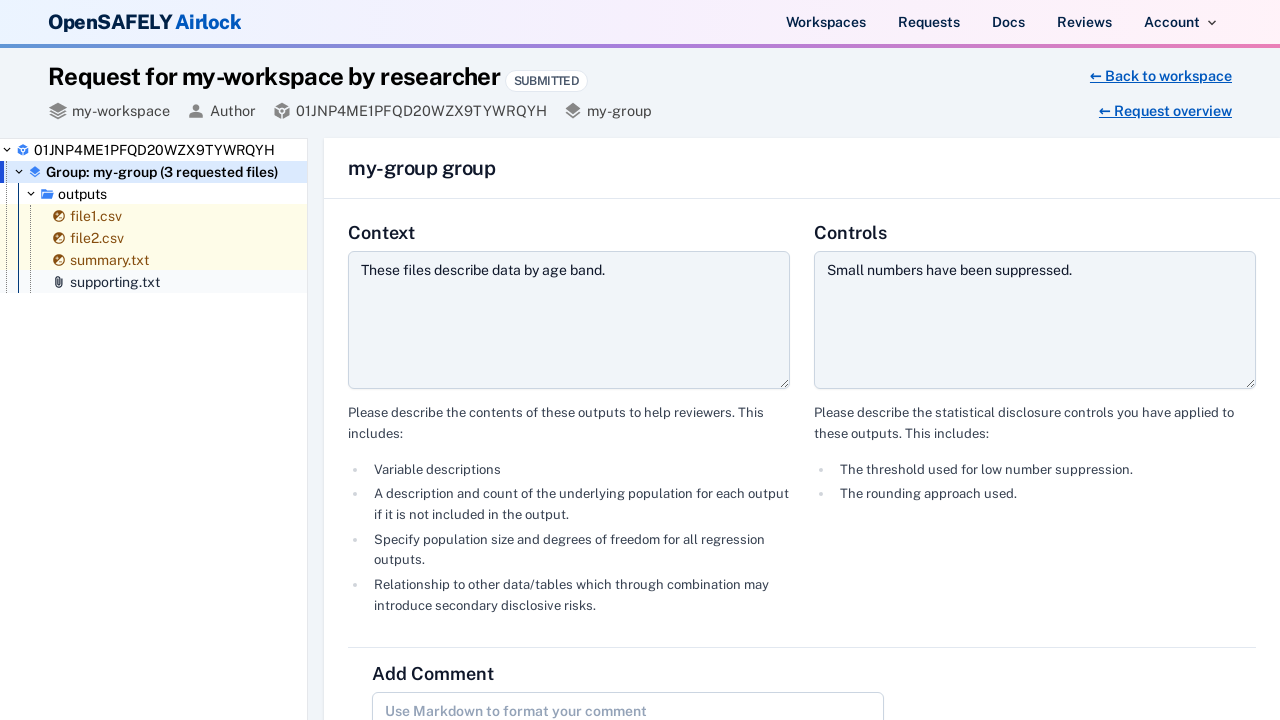 OpenSAFELY Airlock
Workspaces
Requests
Docs
Reviews
Account
Request for my-workspace by researcher SUBMITTED
← Back to workspace
my-workspace
Author
01JNP4ME1PFQD20WZX9TYWRQYH
my-group
← Request overview
01JNP4ME1PFQD20WZX9TYWRQYH
Group: my-group (3 requested files)
outputs
file1.csv
file2.csv
summary.txt
supporting.txt
my-group group
Context
These files describe data by age band.
Please describe the contents of these outputs to help reviewers. This
includes:
Variable descriptions
A description and count of the underlying population for each output
if it is not included in the output.
Specify population size and degrees of freedom for all regression
outputs.
Relationship to other data/tables which through combination may
introduce secondary disclosive risks.
Controls
Small numbers have been suppressed.
Please describe the statistical disclosure controls you have applied to
these outputs. This includes:
The threshold used for low number suppression.
The rounding approach used.
Add Comment
Use Markdown to format your comment